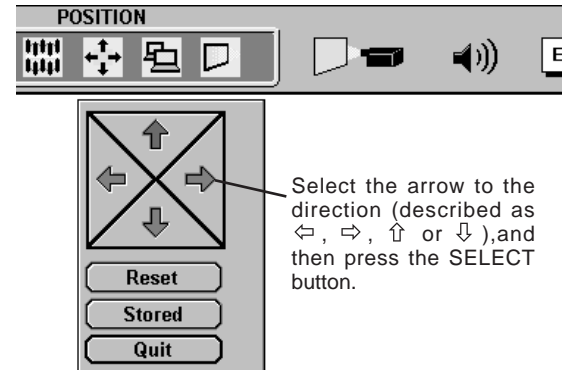 POSITION
E
Select the arrow to the
direction (described as
⇦ , ⇨ , ⇧ or ⇩ ),and
then press the SELECT
button.
Reset
Stored
Quit